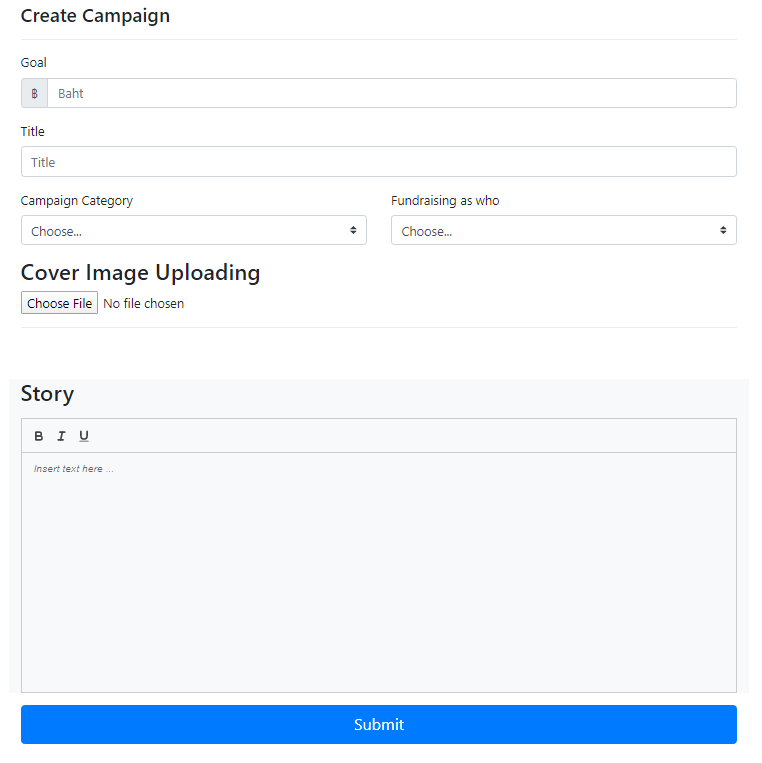 Create Campaign
Goal
฿ Baht
Title
Title
Campaign Category Fundraising as who
Choose... Choose...
Cover Image Uploading
Choose File No file chosen
Story
B I U
Insert text here ...
Submit